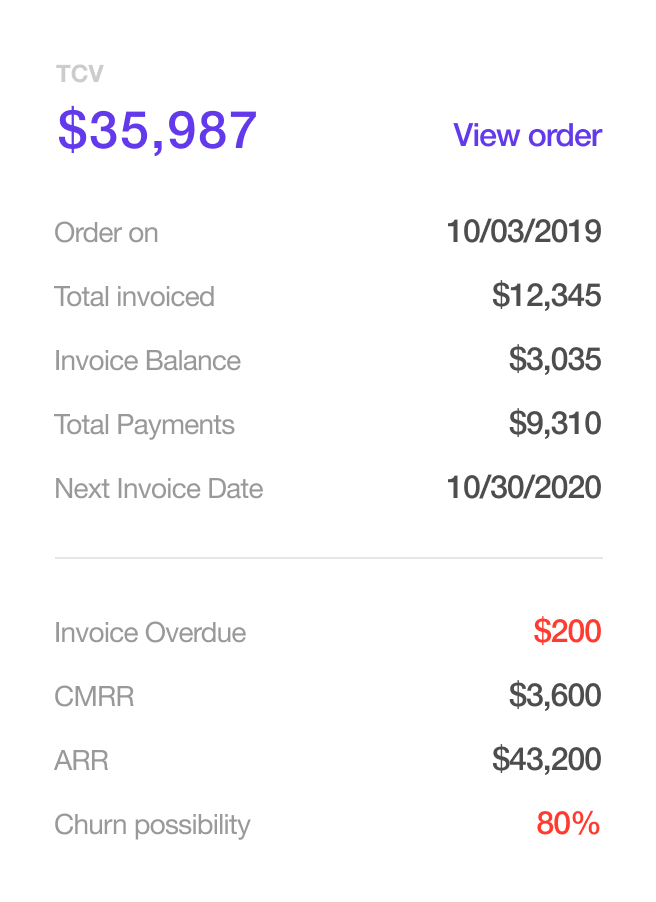 TCV
$35,987 View order
Order on 10/03/2019
Total invoiced $12,345
Invoice Balance $3,035
Total Payments $9,310
Next Invoice Date 10/30/2020
Invoice Overdue $200
CMRR $3,600
ARR $43,200
Churn possibility 80%